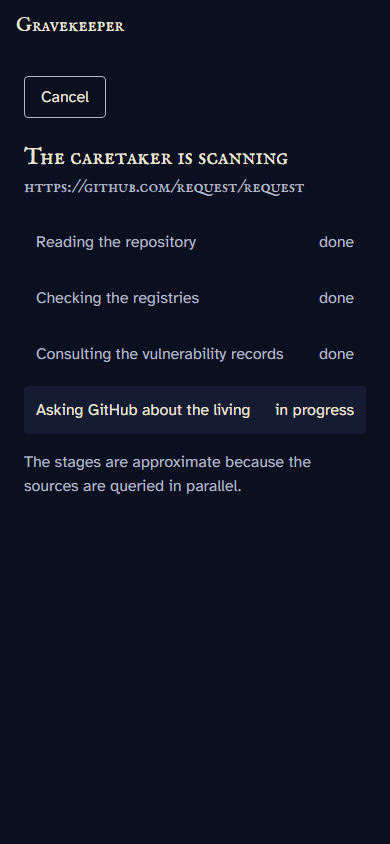 Gravekeeper
Cancel
The caretaker is scanning
https://github.com/request/request
Reading the repository done
Checking the registries done
Consulting the vulnerability records done
Asking GitHub about the living in progress
The stages are approximate because the
sources are queried in parallel.